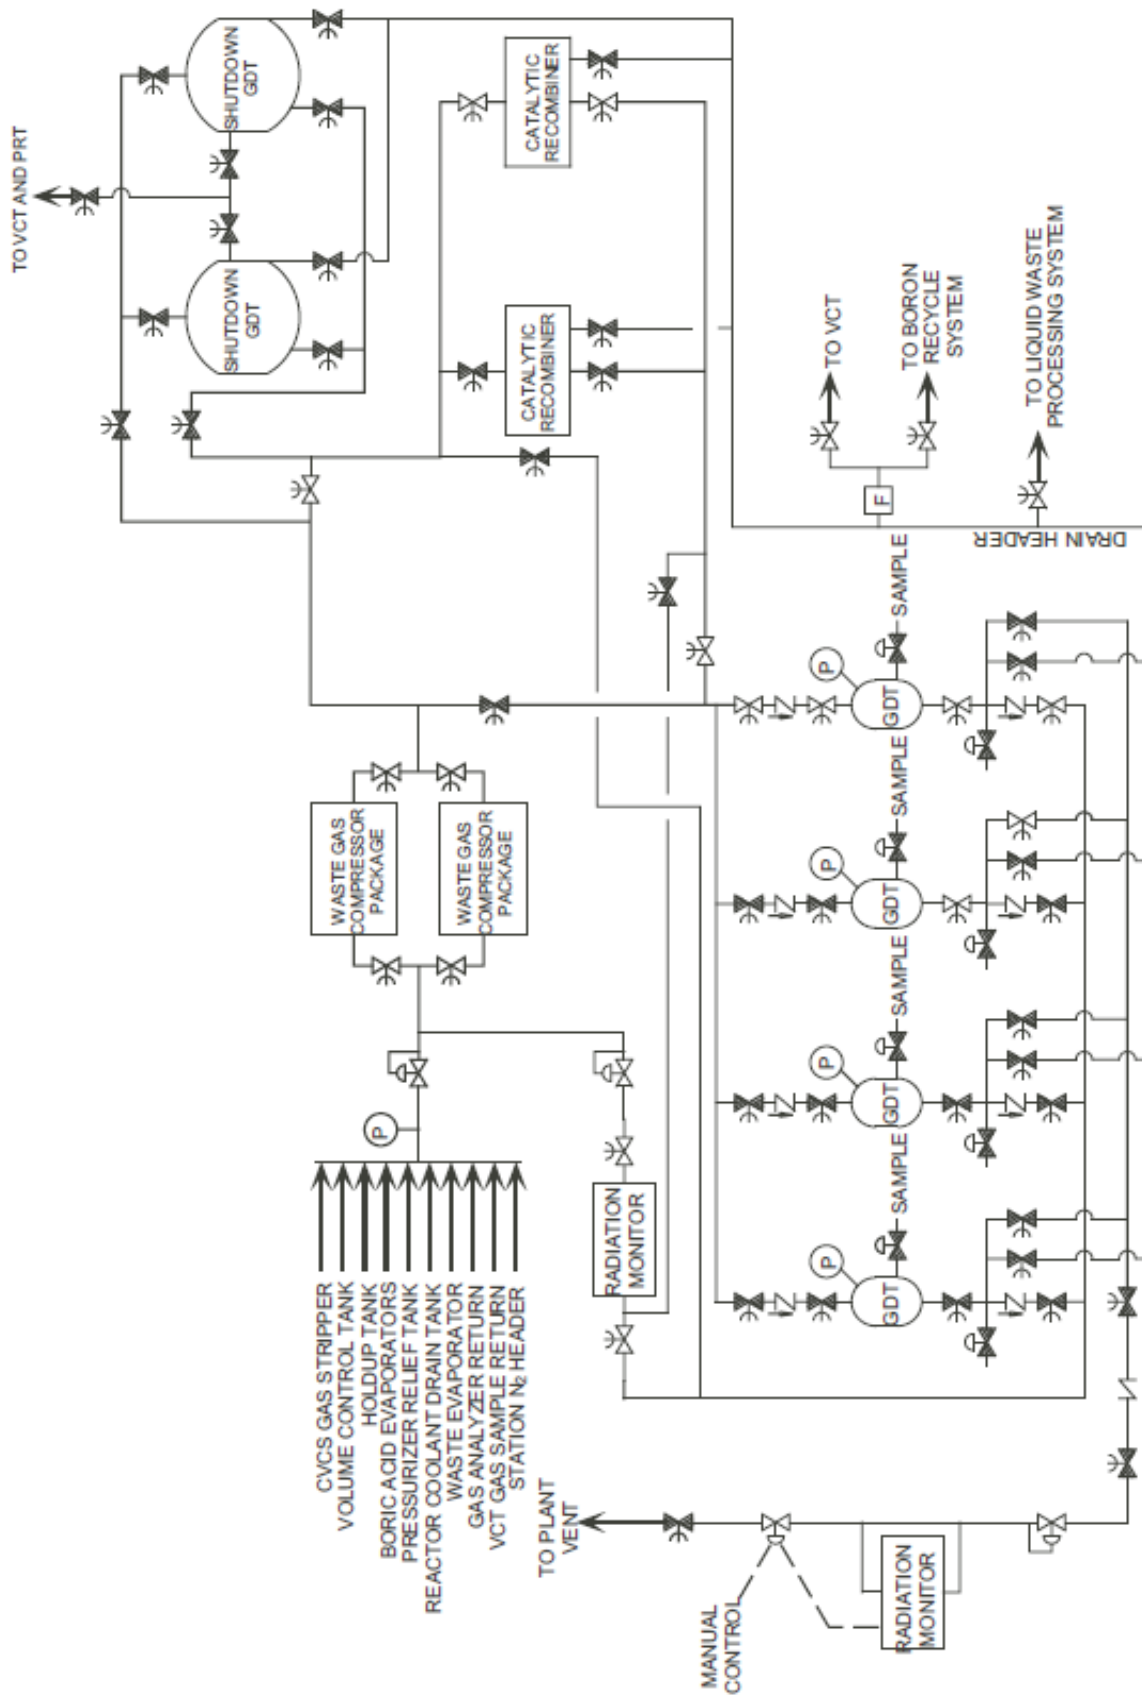 CVCS GAS STRIPPER
VOLUME CONTROL TANK
HOLDUP TANK
BORIC ACID EVAPORATORS
PRESSURIZER RELIEF TANK
REACTOR COOLANT DRAIN TANK
WASTE EVAPORATOR
GAS ANALYZER RETURN
VCT GAS SAMPLE RETURN
STATION N₂ HEADER
P
WASTE GAS
COMPRESSOR
PACKAGE
WASTE GAS
COMPRESSOR
PACKAGE
TO VCT AND PRT
SHUTDOWN
GDT
SHUTDOWN
GDT
CATALYTIC
RECOMBINER
CATALYTIC
RECOMBINER
RADIATION
MONITOR
TO PLANT
VENT
MANUAL
CONTROL
RADIATION
MONITOR
P
GDT
SAMPLE
P
GDT
SAMPLE
P
GDT
SAMPLE
P
GDT
SAMPLE
F
TO VCT
TO BORON
RECYCLE
SYSTEM
TO LIQUID WASTE
PROCESSING SYSTEM
DRAIN HEADER